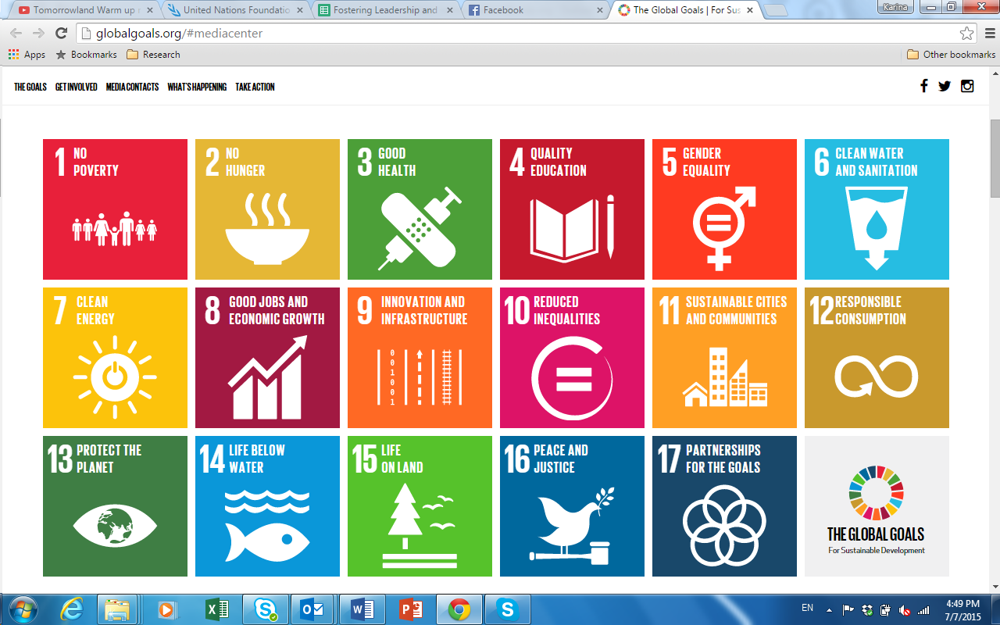 Tomorrowland Warm up
United Nations Foundatio
Fostering Leadership and
Facebook
The Global Goals | For Sus
Karina
globalgoals.org/#mediacenter
Apps
Bookmarks
Research
Other bookmarks
THE GOALS GET INVOLVED MEDIA CONTACTS WHAT'S HAPPENING TAKE ACTION
1 NO
POVERTY
2 NO
HUNGER
3 GOOD
HEALTH
4 QUALITY
EDUCATION
5 GENDER
EQUALITY
6 CLEAN WATER
AND SANITATION
7 CLEAN
ENERGY
8 GOOD JOBS AND
ECONOMIC GROWTH
9 INNOVATION AND
INFRASTRUCTURE
0
0
1
0
0
1
10 REDUCED
INEQUALITIES
11 SUSTAINABLE CITIES
AND COMMUNITIES
12 RESPONSIBLE
CONSUMPTION
13 PROTECT THE
PLANET
14 LIFE BELOW
WATER
15 LIFE
ON LAND
16 PEACE AND
JUSTICE
17 PARTNERSHIPS
FOR THE GOALS
THE GLOBAL GOALS
For Sustainable Development
EN
4:49 PM
7/7/2015